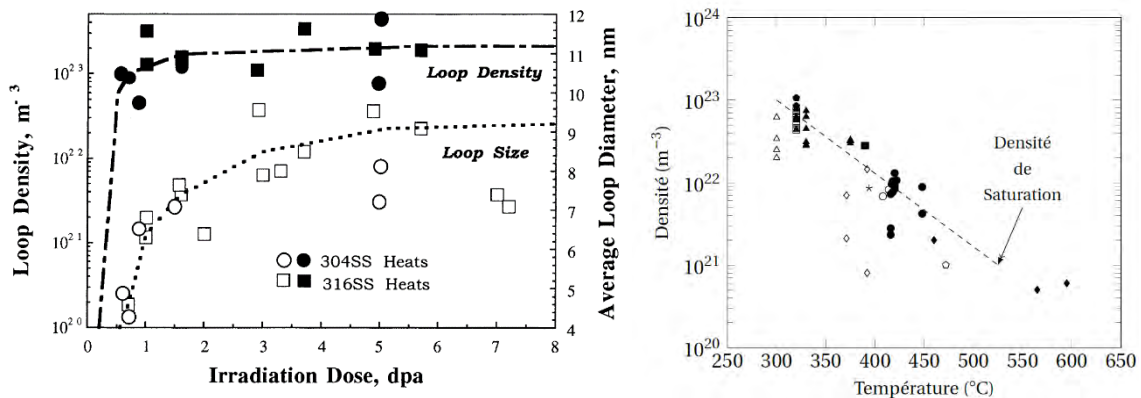 Loop Density, m⁻³
10²³
10²²
10²¹
10²⁰
12
11
10
9
8
7
6
5
4
Average Loop Diameter, nm
Loop Density
Loop Size
304SS Heats
316SS Heats
0 1 2 3 4 5 6 7 8
Irradiation Dose, dpa
Densité (m⁻³)
10²⁴
10²³
10²²
10²¹
10²⁰
Densité
de
Saturation
250 300 350 400 450 500 550 600 650
Température (°C)